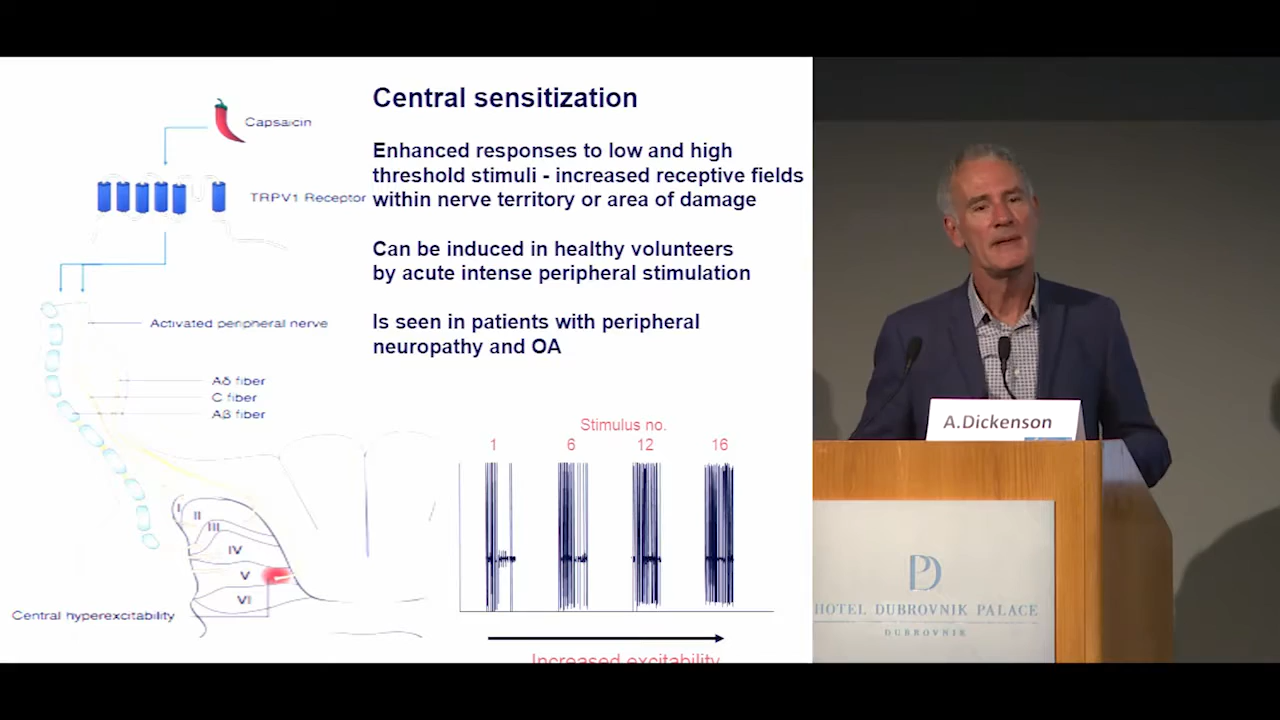 Central sensitization
Enhanced responses to low and high
threshold stimuli - increased receptive fields
within nerve territory or area of damage
Can be induced in healthy volunteers
by acute intense peripheral stimulation
Is seen in patients with peripheral
neuropathy and OA
Capsaicin
TRPV1 Receptor
Activated peripheral nerve
Aδ fiber
C fiber
Aβ fiber
I
II
III
IV
V
VI
Central hyperexcitability
Stimulus no.
1 6 12 16
Increased excitability
A.Dickenson
PD
HOTEL DUBROVNIK PALACE
DUBROVNIK